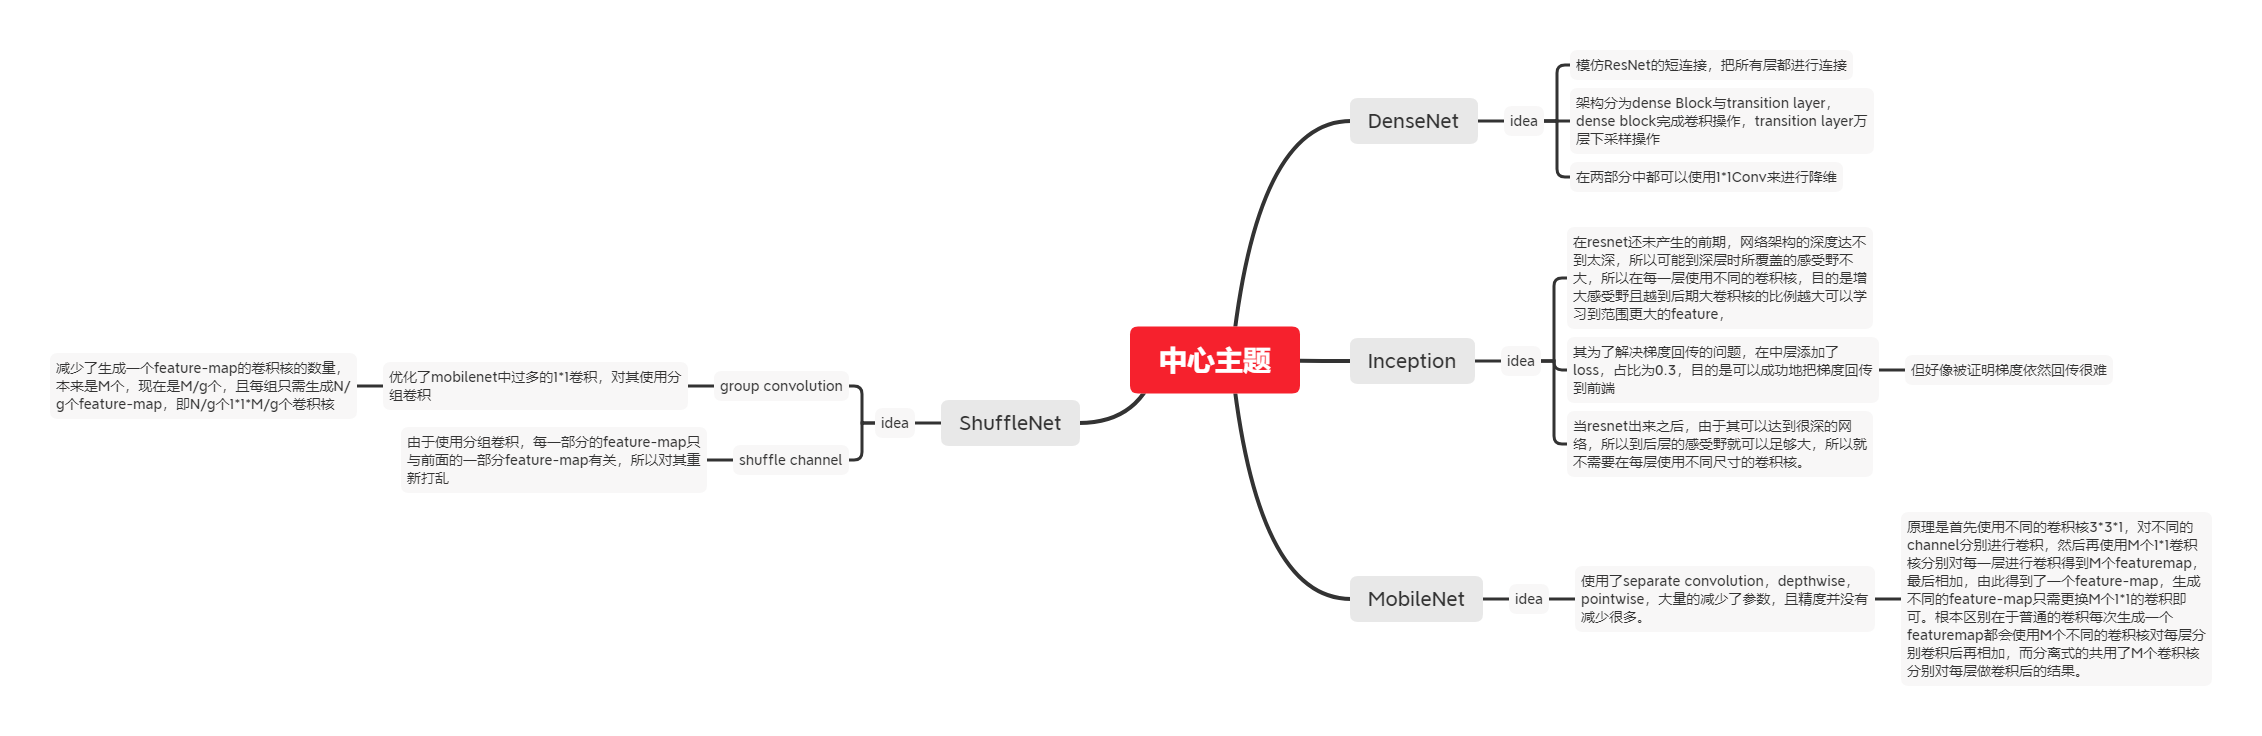 中心主题
DenseNet
idea
模仿ResNet的短连接，把所有层都进行连接
架构分为dense Block与transition layer，
dense block完成卷积操作，transition layer万
层下采样操作
在两部分中都可以使用1*1Conv来进行降维
Inception
idea
在resnet还未产生的前期，网络架构的深度达不
到太深，所以可能到深层时所覆盖的感受野不
大，所以在每一层使用不同的卷积核，目的是增
大感受野且越到后期大卷积核的比例越大可以学
习到范围更大的feature，
其为了解决梯度回传的问题，在中层添加了
loss，占比为0.3，目的是可以成功地把梯度回传
到前端
但好像被证明梯度依然回传很难
当resnet出来之后，由于其可以达到很深的网
络，所以到后层的感受野就可以足够大，所以就
不需要在每层使用不同尺寸的卷积核。
MobileNet
idea
使用了separate convolution，depthwise，
pointwise，大量的减少了参数，且精度并没有
减少很多。
原理是首先使用不同的卷积核3*3*1，对不同的
channel分别进行卷积，然后再使用M个1*1卷积
核分别对每一层进行卷积得到M个featuremap，
最后相加，由此得到了一个feature-map，生成
不同的feature-map只需更换M个1*1的卷积即
可。根本区别在于普通的卷积每次生成一个
featuremap都会使用M个不同的卷积核对每层分
别卷积后再相加，而分离式的共用了M个卷积核
分别对每层做卷积后的结果。
ShuffleNet
idea
group convolution
优化了mobilenet中过多的1*1卷积，对其使用分
组卷积
减少了生成一个feature-map的卷积核的数量，
本来是M个，现在是M/g个，且每组只需生成N/
g个feature-map，即N/g个1*1*M/g个卷积核
shuffle channel
由于使用分组卷积，每一部分的feature-map只
与前面的一部分feature-map有关，所以对其重
新打乱